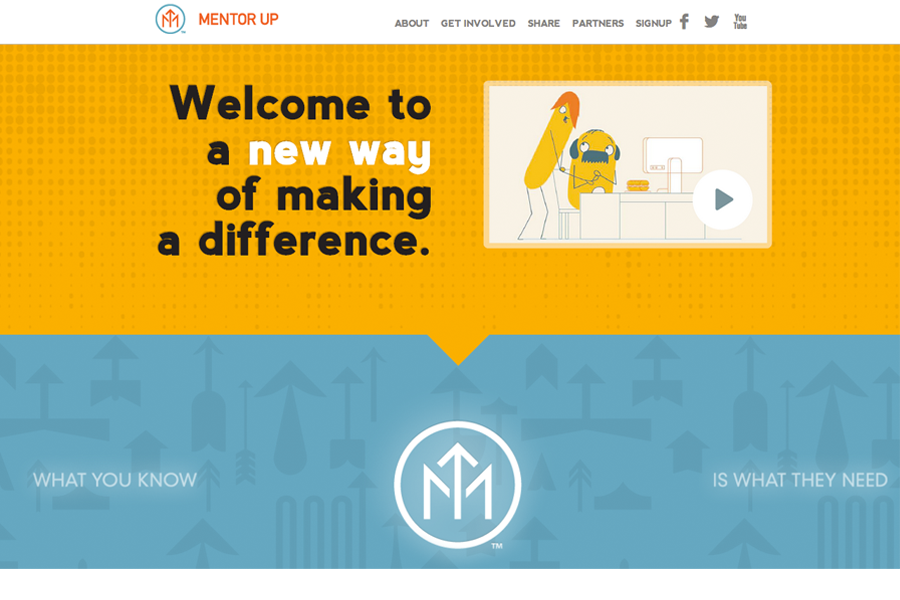 MENTOR UP
ABOUT GET INVOLVED SHARE PARTNERS SIGNUP
You
Tube
Welcome to
a new way
of making
a difference.
WHAT YOU KNOW
IS WHAT THEY NEED
TM